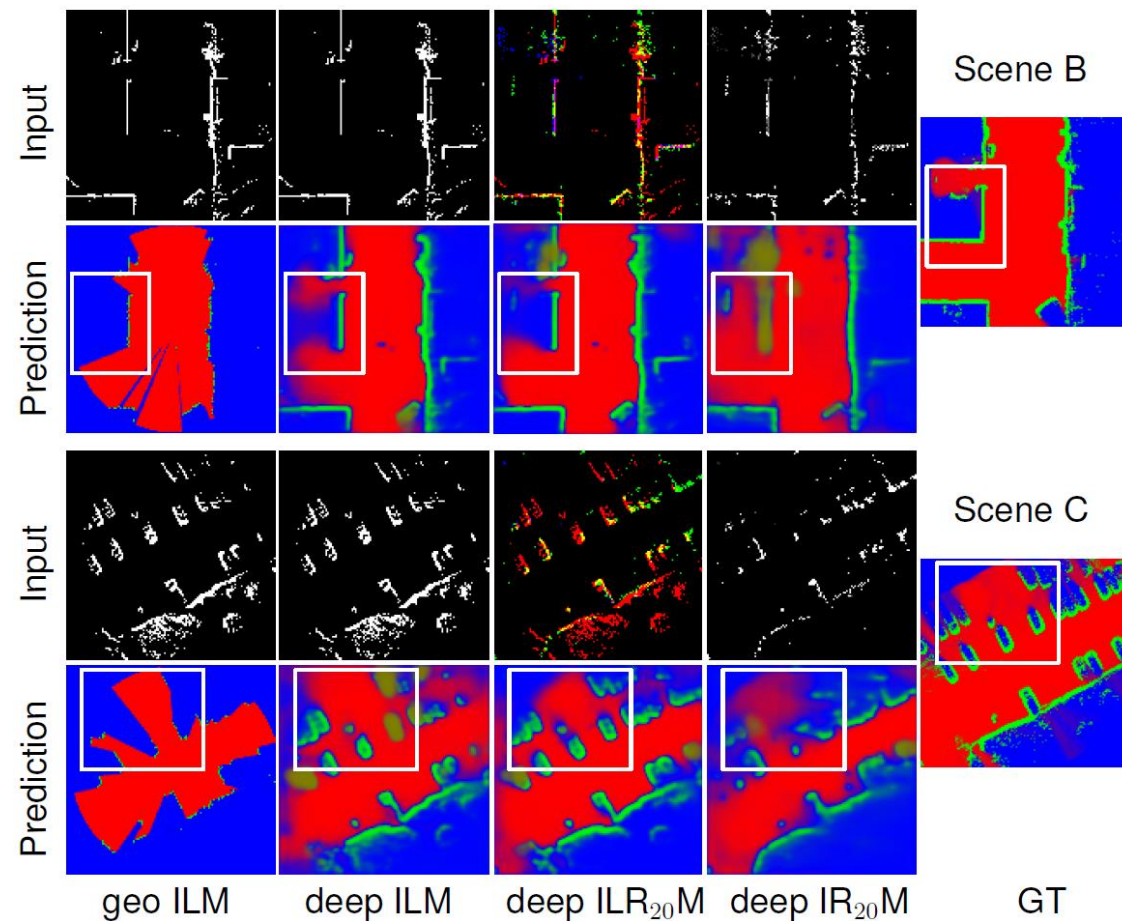 Input
Scene B
Prediction
Input
Scene C
Prediction
geo ILM
deep ILM
deep ILR₂₀M
deep IR₂₀M
GT